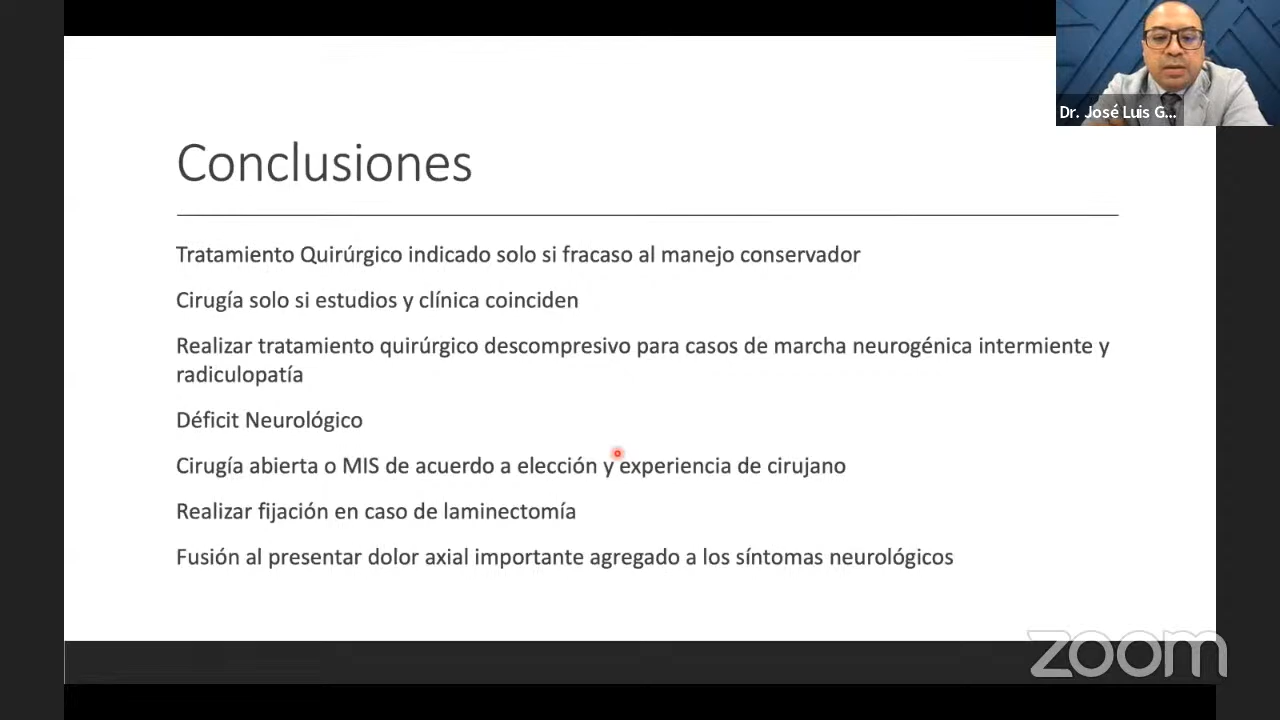 Dr. José Luis G...
Conclusiones
Tratamiento Quirúrgico indicado solo si fracaso al manejo conservador
Cirugía solo si estudios y clínica coinciden
Realizar tratamiento quirúrgico descompresivo para casos de marcha neurogénica intermiente y
radiculopatía
Déficit Neurológico
Cirugía abierta o MIS de acuerdo a elección y experiencia de cirujano
Realizar fijación en caso de laminectomía
Fusión al presentar dolor axial importante agregado a los síntomas neurológicos
zoom